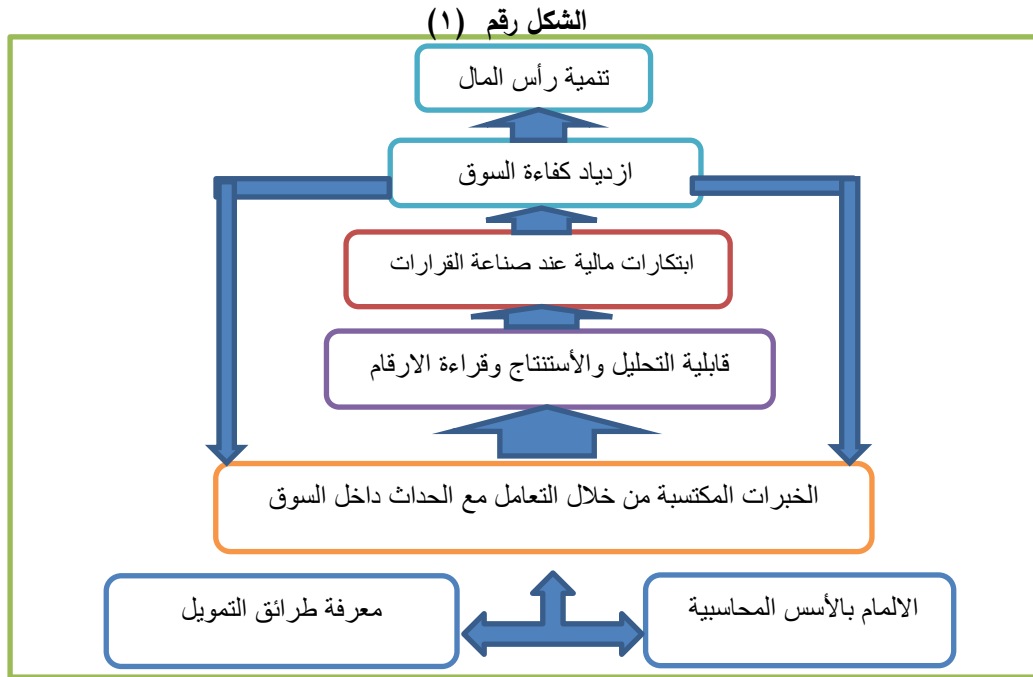 الشكل رقم (١)
تنمية رأس المال
ازدياد كفاءة السوق
ابتكارات مالية عند صناعة القرارات
قابلية التحليل والأستنتاج وقراءة الارقام
الخبرات المكتسبة من خلال التعامل مع الحداث داخل السوق
الالمام بالأسس المحاسبية
معرفة طرائق التمويل